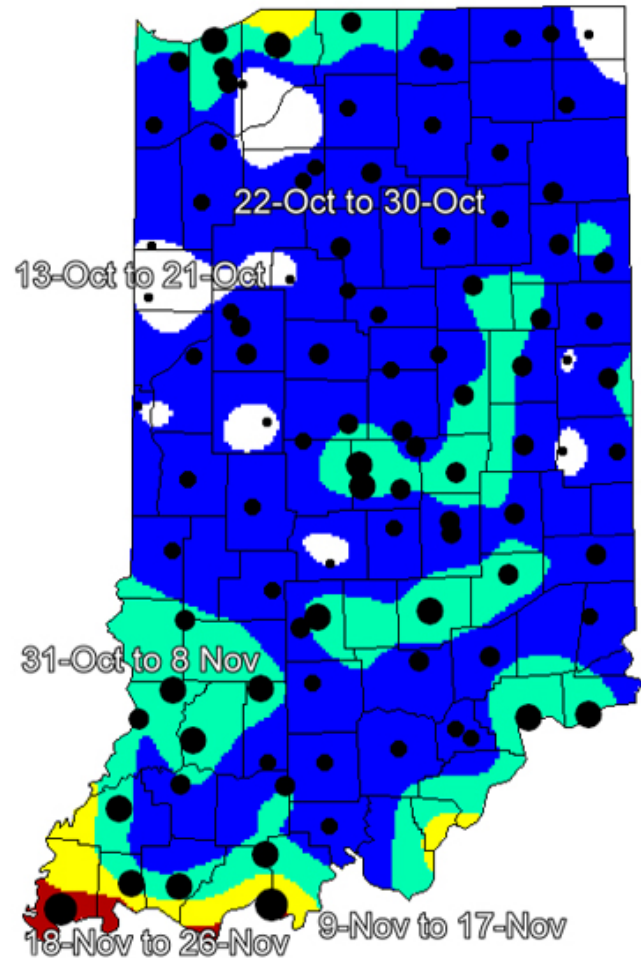 22-Oct to 30-Oct
13-Oct to 21-Oct
31-Oct to 8 Nov
9-Nov to 17-Nov
18-Nov to 26-Nov